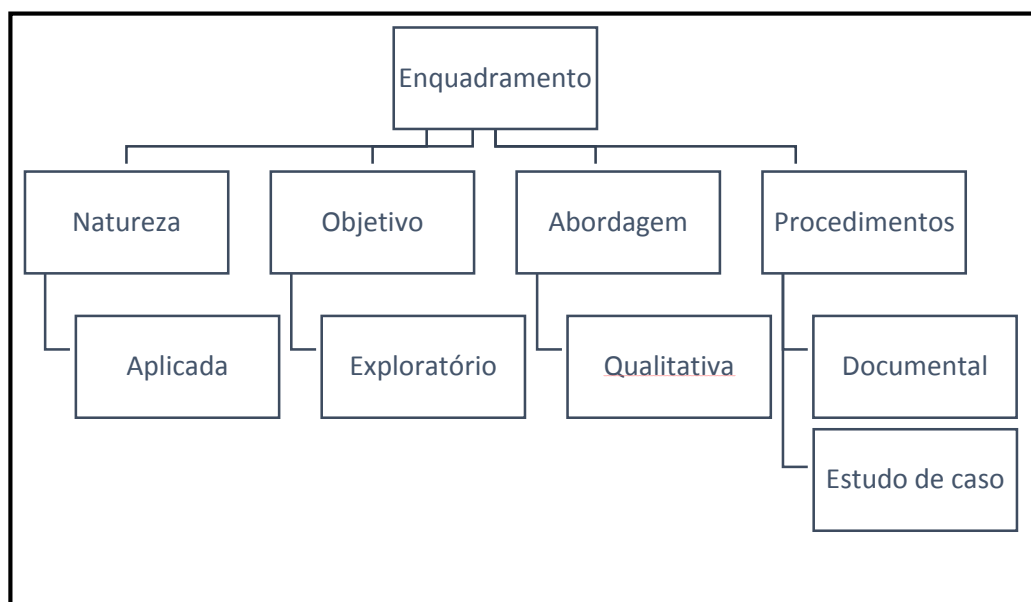 Enquadramento
Natureza
Objetivo
Abordagem
Procedimentos
Aplicada
Exploratório
Qualitativa
Documental
Estudo de caso